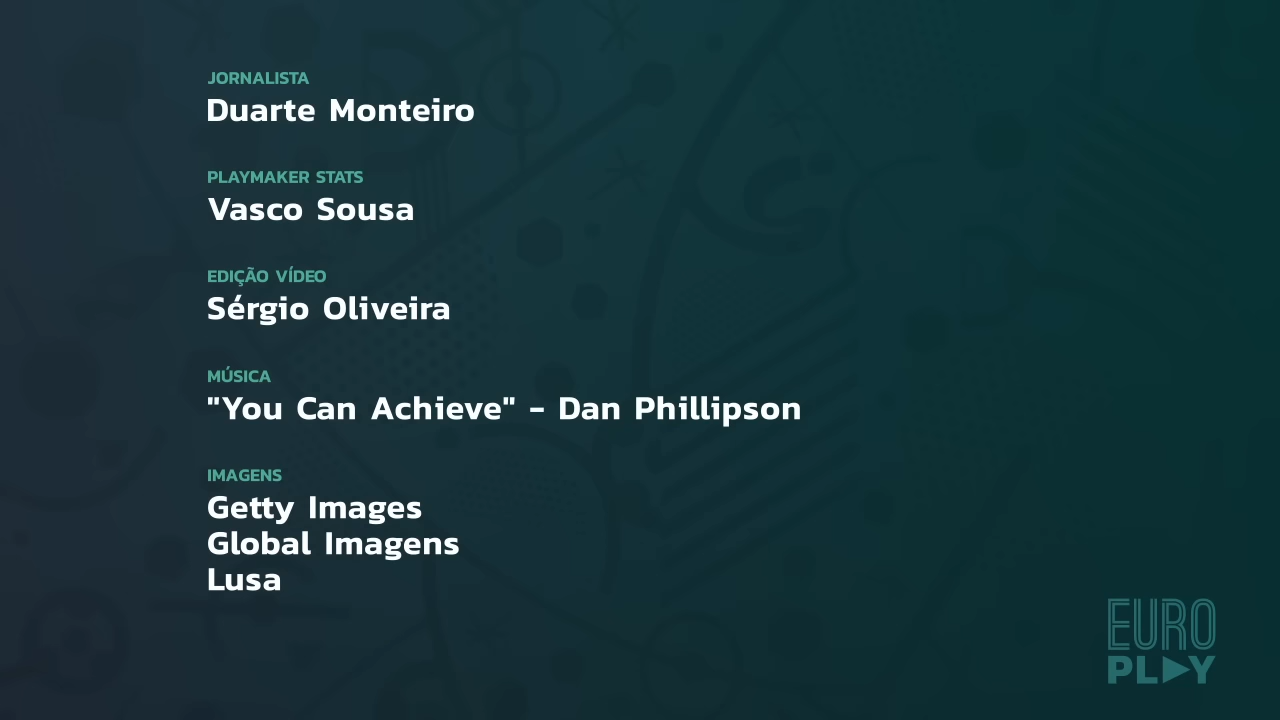 JORNALISTA
Duarte Monteiro
PLAYMAKER STATS
Vasco Sousa
EDIÇÃO VÍDEO
Sérgio Oliveira
MÚSICA
"You Can Achieve" - Dan Phillipson
IMAGENS
Getty Images
Global Imagens
Lusa
EURO
PLAY